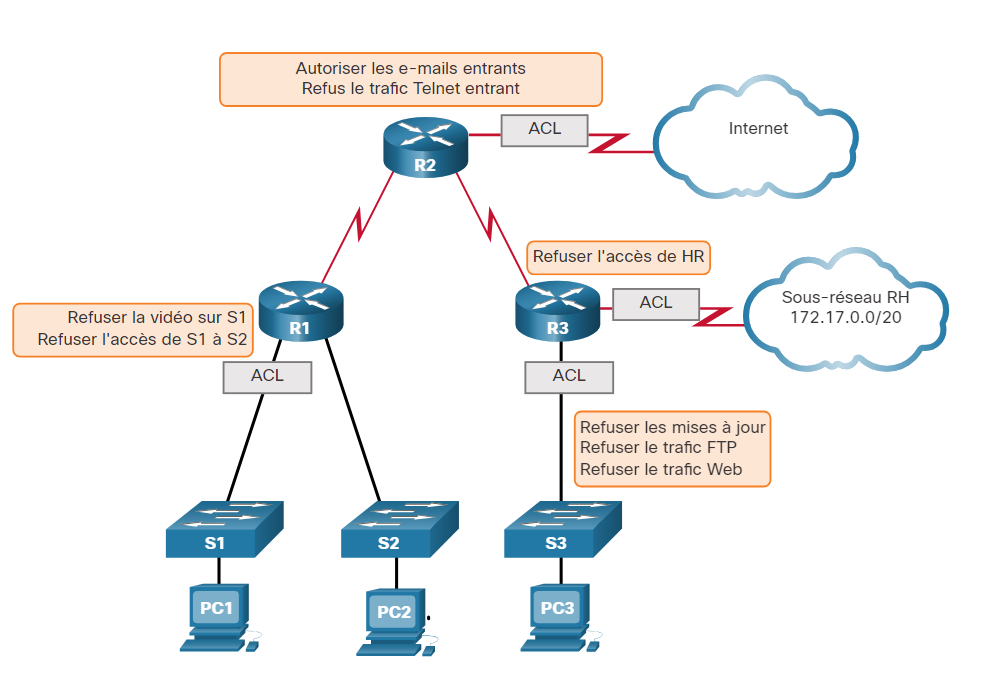 Autoriser les e-mails entrants
Refus le trafic Telnet entrant
ACL
Internet
R2
Refuser l'accès de HR
Sous-réseau RH
172.17.0.0/20
ACL
R3
R1
Refuser la vidéo sur S1
Refuser l'accès de S1 à S2
ACL
ACL
Refuser les mises à jour
Refuser le trafic FTP
Refuser le trafic Web
S1
S2
S3
PC1
PC2
PC3